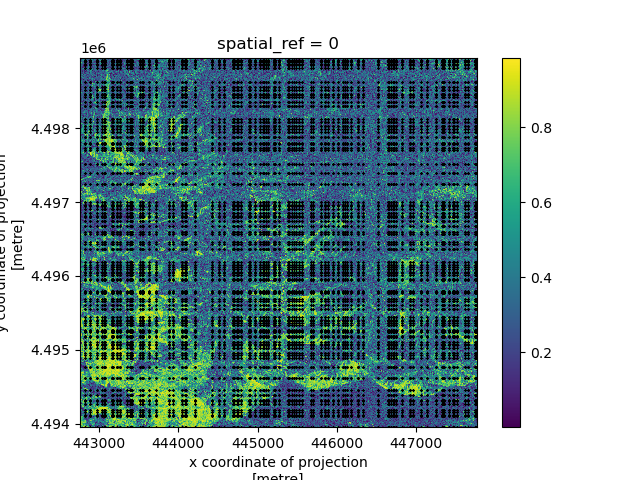 spatial_ref = 0
1e6
4.498
4.497
4.496
4.495
4.494
y coordinate of projection
[metre]
443000 444000 445000 446000 447000
x coordinate of projection
[metre]
0.8
0.6
0.4
0.2